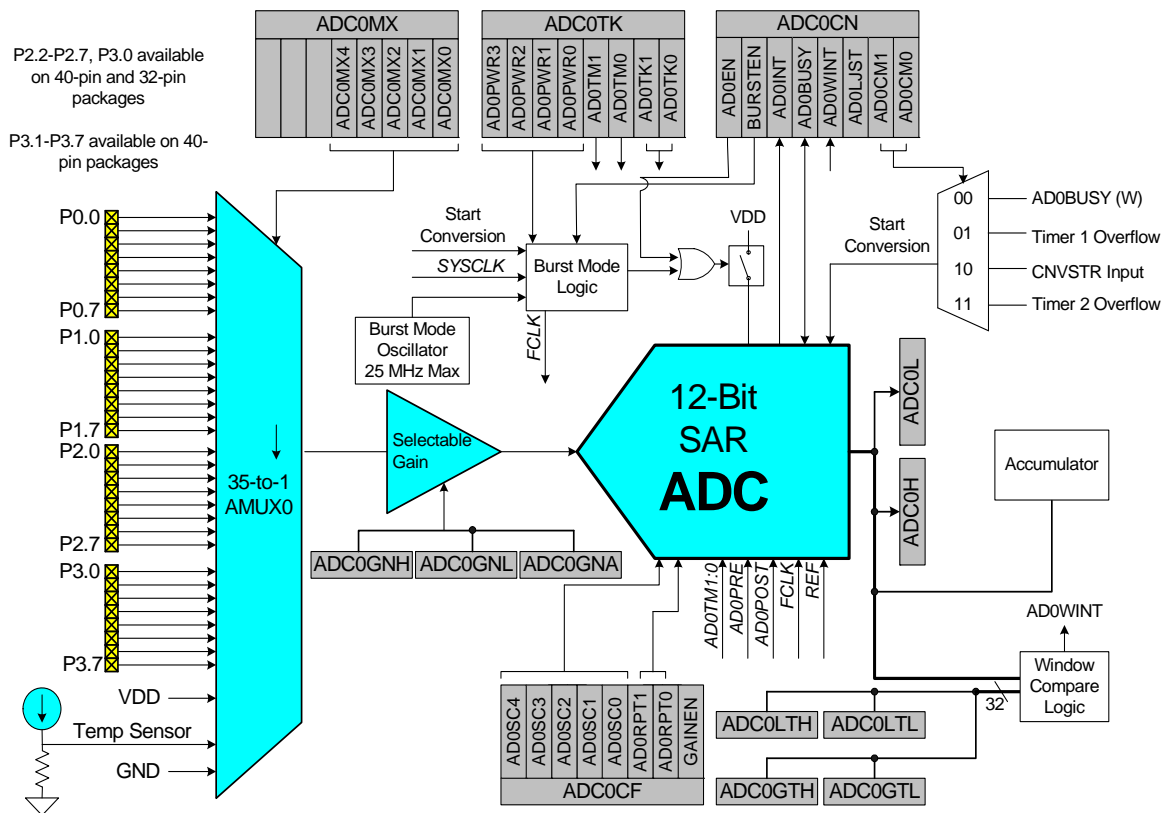 ADC0MX
ADC0TK
ADC0CN
P2.2-P2.7, P3.0 available
on 40-pin and 32-pin
packages
P3.1-P3.7 available on 40-
pin packages
ADC0MX4
ADC0MX3
ADC0MX2
ADC0MX1
ADC0MX0
AD0PWR3
AD0PWR2
AD0PWR1
AD0PWR0
AD0TM1
AD0TM0
AD0TK1
AD0TK0
AD0EN
BURSTEN
AD0INT
AD0BUSY
AD0WINT
AD0LJST
AD0CM1
AD0CM0
P0.0
P0.7
P1.0
P1.7
P2.0
P2.7
P3.0
P3.7
VDD
Temp Sensor
GND
35-to-1
AMUX0
Start
Conversion
SYSCLK
Burst Mode
Logic
Burst Mode
Oscillator
25 MHz Max
FCLK
VDD
Start
Conversion
00
01
10
11
AD0BUSY (W)
Timer 1 Overflow
CNVSTR Input
Timer 2 Overflow
Selectable
Gain
ADC0GNH
ADC0GNL
ADC0GNA
12-Bit
SAR
ADC
ADC0L
ADC0H
Accumulator
AD0TM1:0
AD0PRE
AD0POST
FCLK
REF
AD0WINT
Window
Compare
Logic
32
AD0SC4
AD0SC3
AD0SC2
AD0SC1
AD0SC0
AD0RPT1
AD0RPT0
GAINEN
ADC0CF
ADC0LTH
ADC0LTL
ADC0GTH
ADC0GTL